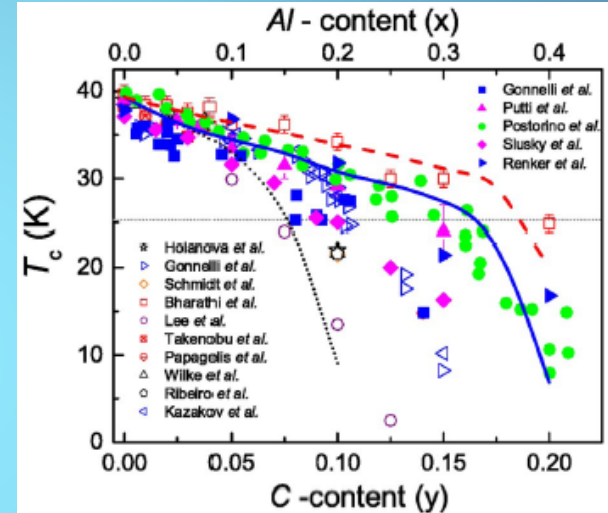 Al - content (x)
0.0 0.1 0.2 0.3 0.4
40
30
20
10
0
T_c (K)
Gonnelli et al.
Putti et al.
Postorino et al.
Slusky et al.
Renker et al.
Holanova et al.
Gonnelli et al.
Schmidt et al.
Bharathi et al.
Lee et al.
Takenobu et al.
Papagelis et al.
Wilke et al.
Ribeiro et al.
Kazakov et al.
0.00 0.05 0.10 0.15 0.20
C -content (y)